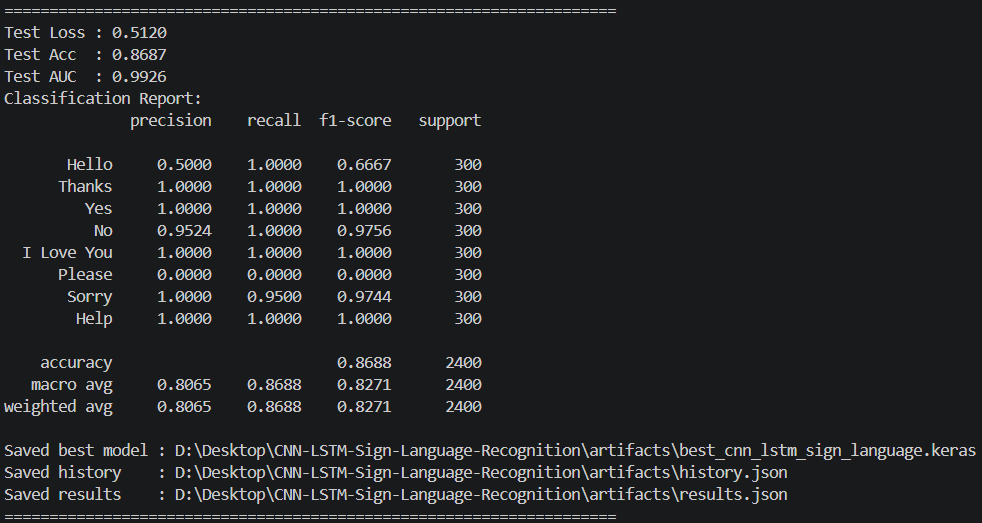 ====================================================================
Test Loss : 0.5120
Test Acc  : 0.8687
Test AUC  : 0.9926
Classification Report:
              precision    recall  f1-score   support

       Hello     0.5000    1.0000    0.6667       300
      Thanks     1.0000    1.0000    1.0000       300
         Yes     1.0000    1.0000    1.0000       300
          No     0.9524    1.0000    0.9756       300
  I Love You     1.0000    1.0000    1.0000       300
      Please     0.0000    0.0000    0.0000       300
       Sorry     1.0000    0.9500    0.9744       300
        Help     1.0000    1.0000    1.0000       300

    accuracy                         0.8688      2400
   macro avg     0.8065    0.8688    0.8271      2400
weighted avg     0.8065    0.8688    0.8271      2400

Saved best model : D:\Desktop\CNN-LSTM-Sign-Language-Recognition\artifacts\best_cnn_lstm_sign_language.keras
Saved history    : D:\Desktop\CNN-LSTM-Sign-Language-Recognition\artifacts\history.json
Saved results    : D:\Desktop\CNN-LSTM-Sign-Language-Recognition\artifacts\results.json
====================================================================